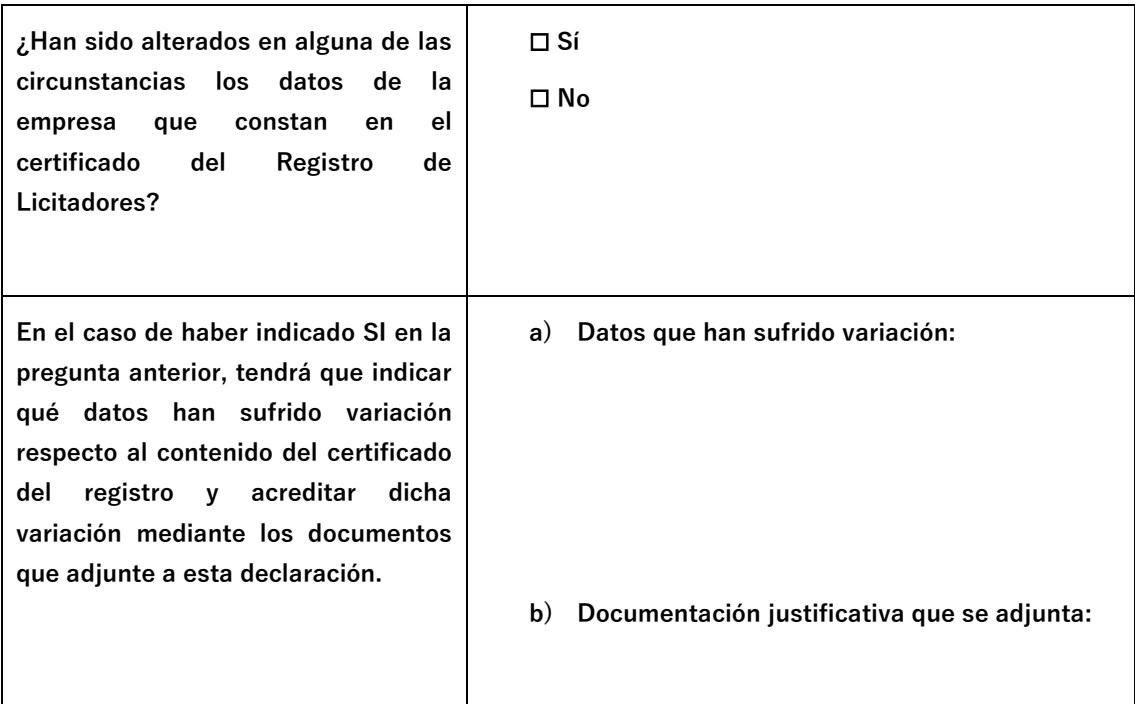 ¿Han sido alterados en alguna de las
circunstancias los datos de la
empresa que constan en el
certificado del Registro de
Licitadores?
☐ Sí
☐ No
En el caso de haber indicado SI en la
pregunta anterior, tendrá que indicar
qué datos han sufrido variación
respecto al contenido del certificado
del registro y acreditar dicha
variación mediante los documentos
que adjunte a esta declaración.
a) Datos que han sufrido variación:
b) Documentación justificativa que se adjunta: